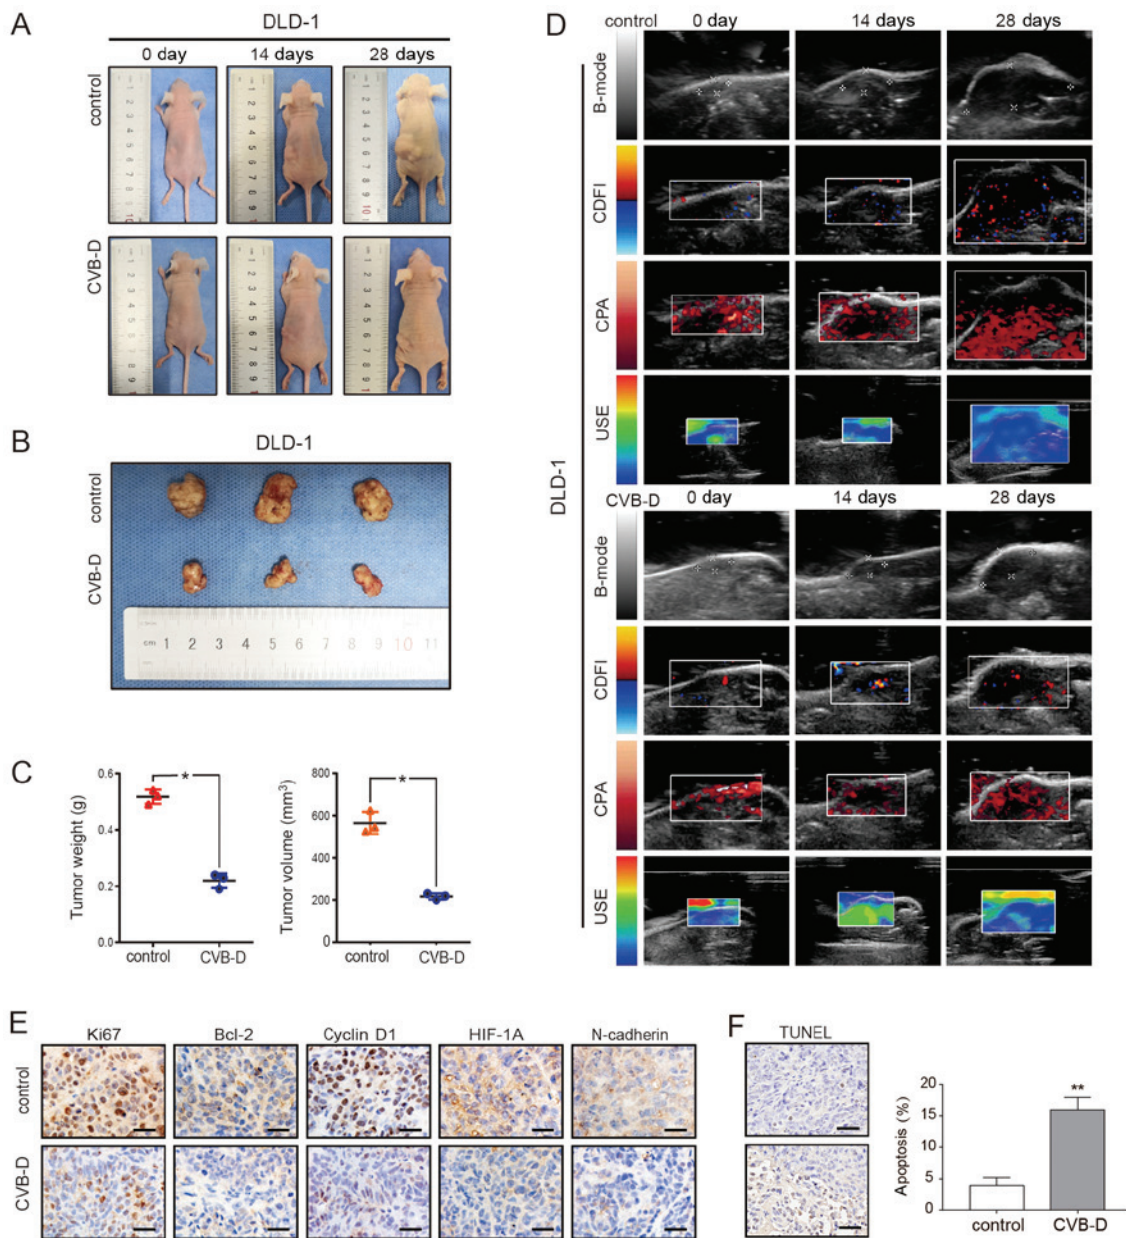 A
DLD-1
0 day 14 days 28 days
control
CVB-D
B
DLD-1
control
CVB-D
cm 1 2 3 4 5 6 7 8 9 10 11
C
Tumor weight (g)
0.6
0.4
0.2
0.0
control CVB-D
*
Tumor volume (mm³)
800
600
400
200
0
control CVB-D
*
D
DLD-1
control 0 day 14 days 28 days
B-mode
CDFI
CPA
USE
CVB-D 0 day 14 days 28 days
B-mode
CDFI
CPA
USE
E
Ki67 Bcl-2 Cyclin D1 HIF-1A N-cadherin
control
CVB-D
F
TUNEL
Apoptosis (%)
20
15
10
5
0
**
control CVB-D